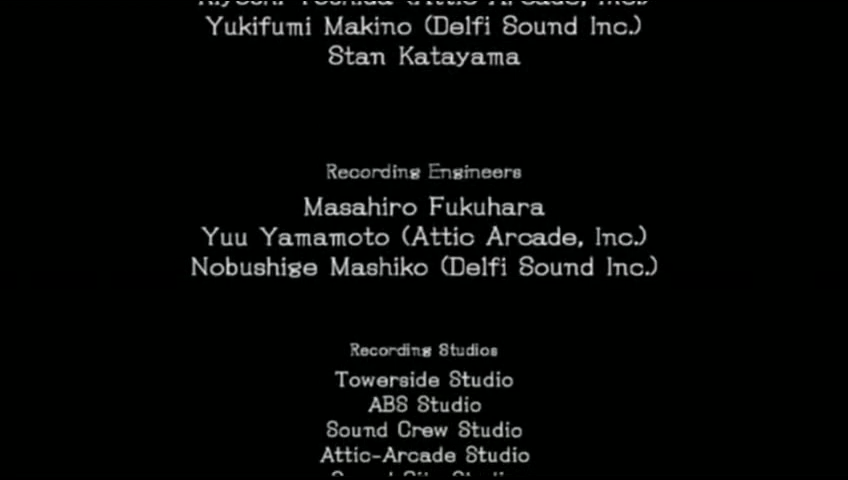 Yukifumi Makino (Delfi Sound Inc.)
Stan Katayama
Recording Engineers
Masahiro Fukuhara
Yuu Yamamoto (Attic Arcade, Inc.)
Nobushige Mashiko (Delfi Sound Inc.)
Recording Studios
Towerside Studio
ABS Studio
Sound Crew Studio
Attic-Arcade Studio